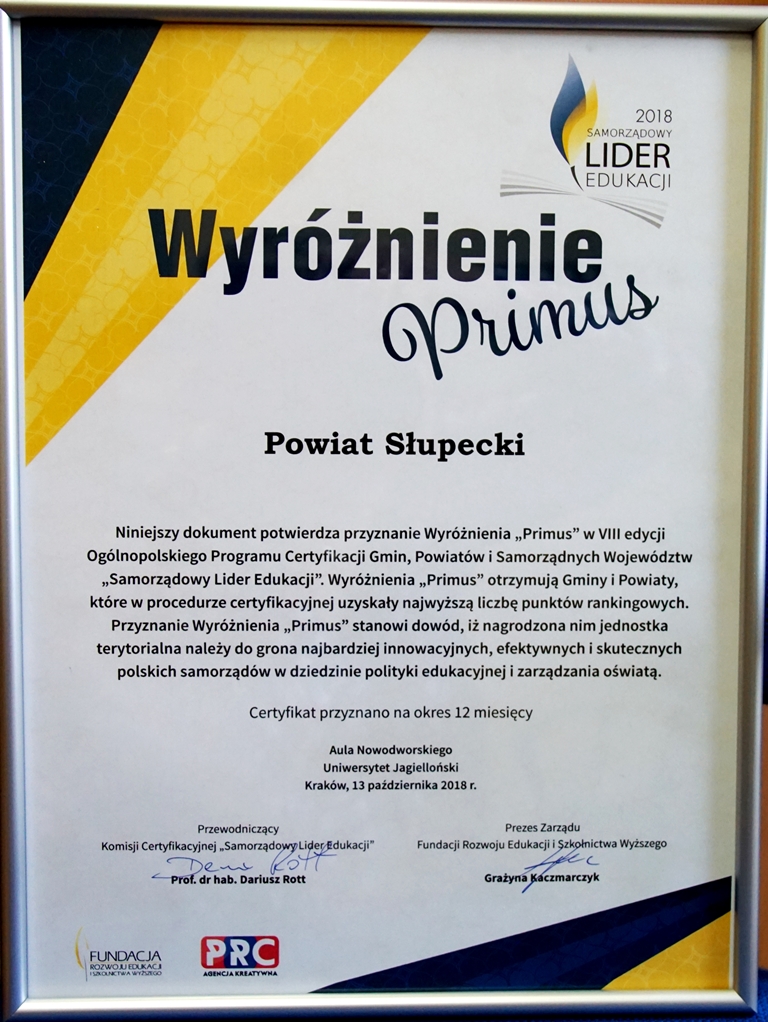 2018
SAMORZĄDOWY
LIDER
EDUKACJI
Wyróżnienie
Primus
Powiat Słupecki
Niniejszy dokument potwierdza przyznanie Wyróżnienia „Primus” w VIII edycji
Ogólnopolskiego Programu Certyfikacji Gmin, Powiatów i Samorządnych Województw
„Samorządowy Lider Edukacji”. Wyróżnienia „Primus” otrzymują Gminy i Powiaty,
które w procedurze certyfikacyjnej uzyskały najwyższą liczbę punktów rankingowych.
Przyznanie Wyróżnienia „Primus” stanowi dowód, iż nagrodzona nim jednostka
terytorialna należy do grona najbardziej innowacyjnych, efektywnych i skutecznych
polskich samorządów w dziedzinie polityki edukacyjnej i zarządzania oświatą.
Certyfikat przyznano na okres 12 miesięcy
Aula Nowodworskiego
Uniwersytet Jagielloński
Kraków, 13 października 2018 r.
Przewodniczący
Komisji Certyfikacyjnej „Samorządowy Lider Edukacji”
Prof. dr hab. Dariusz Rott
Prezes Zarządu
Fundacji Rozwoju Edukacji i Szkolnictwa Wyższego
Grażyna Kaczmarczyk
FUNDACJA
ROZWOJU EDUKACJI
I SZKOLNICTWA WYŻSZEGO
PRC
AGENCJA KREATYWNA